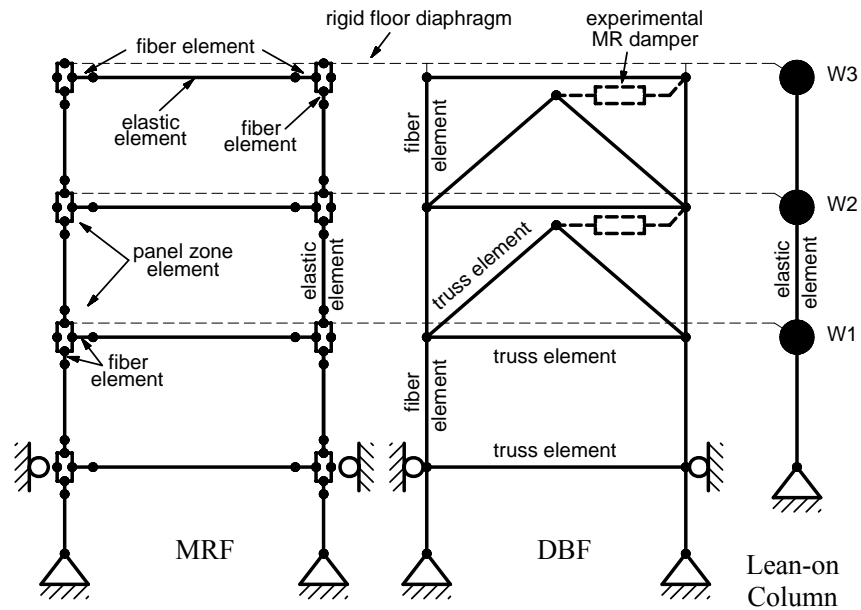 rigid floor diaphragm
experimental
MR damper
fiber element
W3
elastic
element
fiber
element
fiber
element
W2
panel zone
element
elastic
element
truss element
elastic
element
W1
fiber
element
truss element
fiber
element
truss element
MRF
DBF
Lean-on
Column